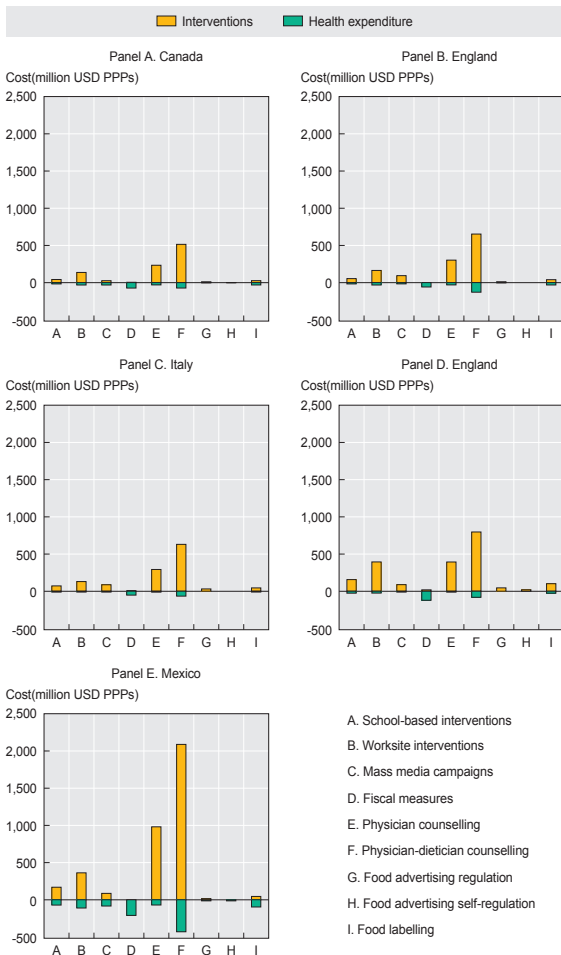 Interventions Health expenditure
Panel A. Canada
Cost(million USD PPPs)
2,500
2,000
1,500
1,000
500
0
-500
A B C D E F G H I
Panel B. England
Cost(million USD PPPs)
2,500
2,000
1,500
1,000
500
0
-500
A B C D E F G H I
Panel C. Italy
Cost(million USD PPPs)
2,500
2,000
1,500
1,000
500
0
-500
A B C D E F G H I
Panel D. England
Cost(million USD PPPs)
2,500
2,000
1,500
1,000
500
0
-500
A B C D E F G H I
Panel E. Mexico
Cost(million USD PPPs)
2,500
2,000
1,500
1,000
500
0
-500
A B C D E F G H I
A. School-based interventions
B. Worksite interventions
C. Mass media campaigns
D. Fiscal measures
E. Physician counselling
F. Physician-dietician counselling
G. Food advertising regulation
H. Food advertising self-regulation
I. Food labelling